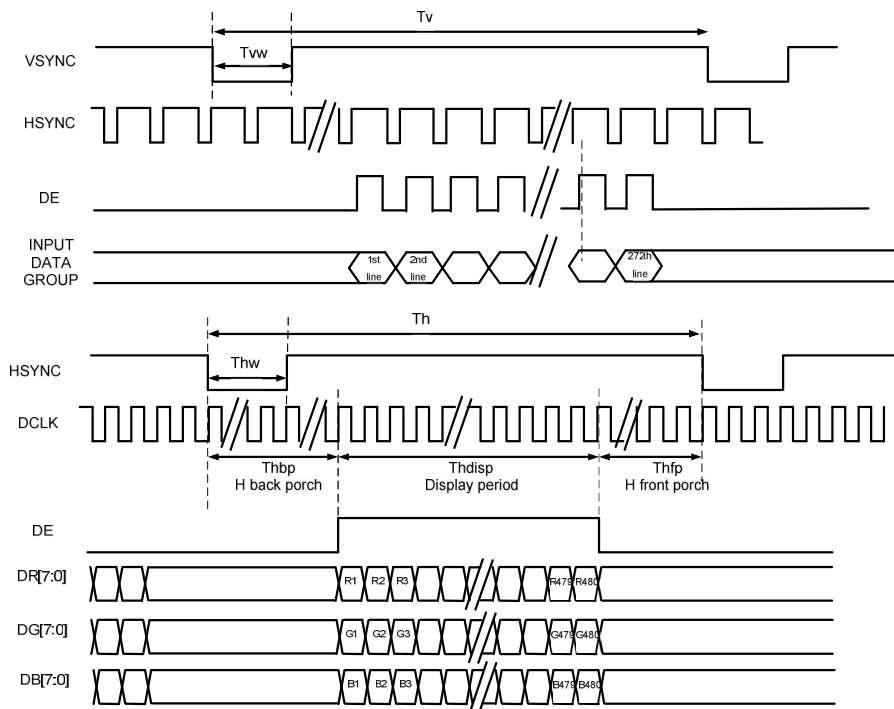 Tv
VSYNC
Tvw
HSYNC
DE
INPUT
DATA
GROUP
1st
line
2nd
line
272th
line
Th
HSYNC
Thw
DCLK
Thbp
H back porch
Thdisp
Display period
Thfp
H front porch
DE
DR[7:0]
R1 R2 R3 R479 R480
DG[7:0]
G1 G2 G3 G479 G480
DB[7:0]
B1 B2 B3 B479 B480